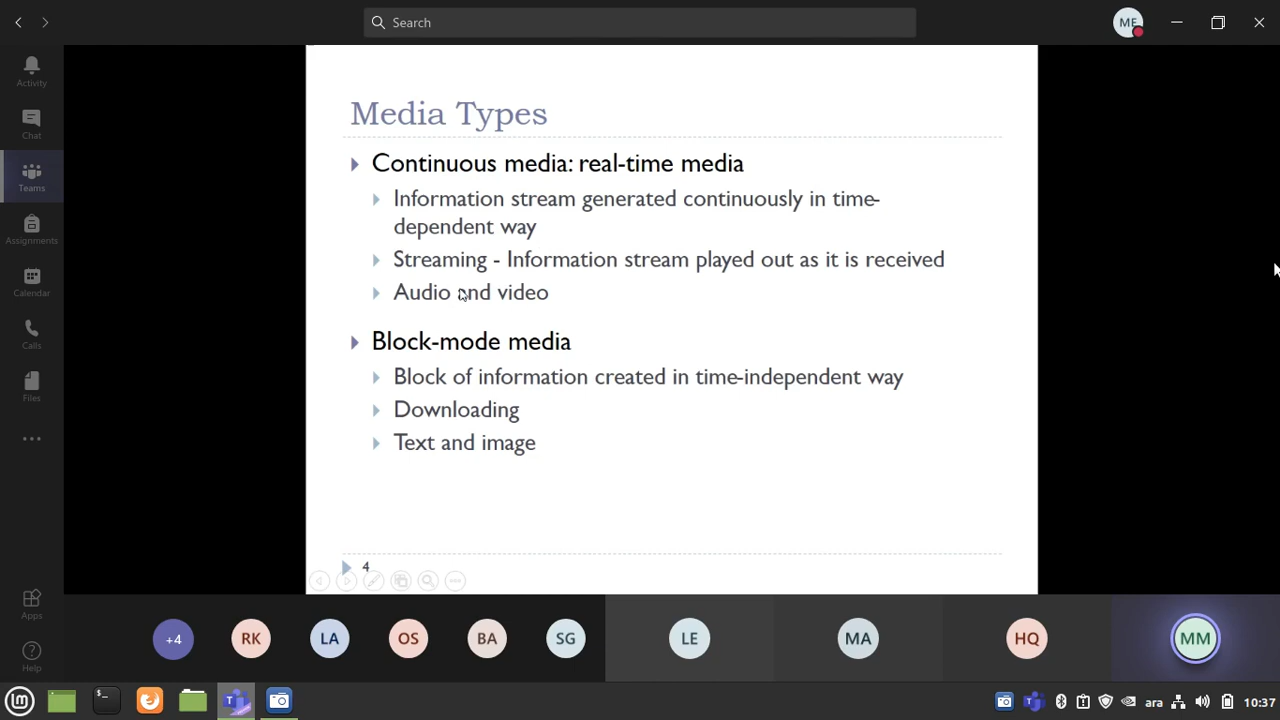 Search
ME
Activity
Chat
Teams
Assignments
Calendar
Calls
Files
Apps
Help
Media Types
Continuous media: real-time media
Information stream generated continuously in time-
dependent way
Streaming - Information stream played out as it is received
Audio and video
Block-mode media
Block of information created in time-independent way
Downloading
Text and image
4
+4
RK
LA
OS
BA
SG
LE
MA
HQ
MM
ara
10:37